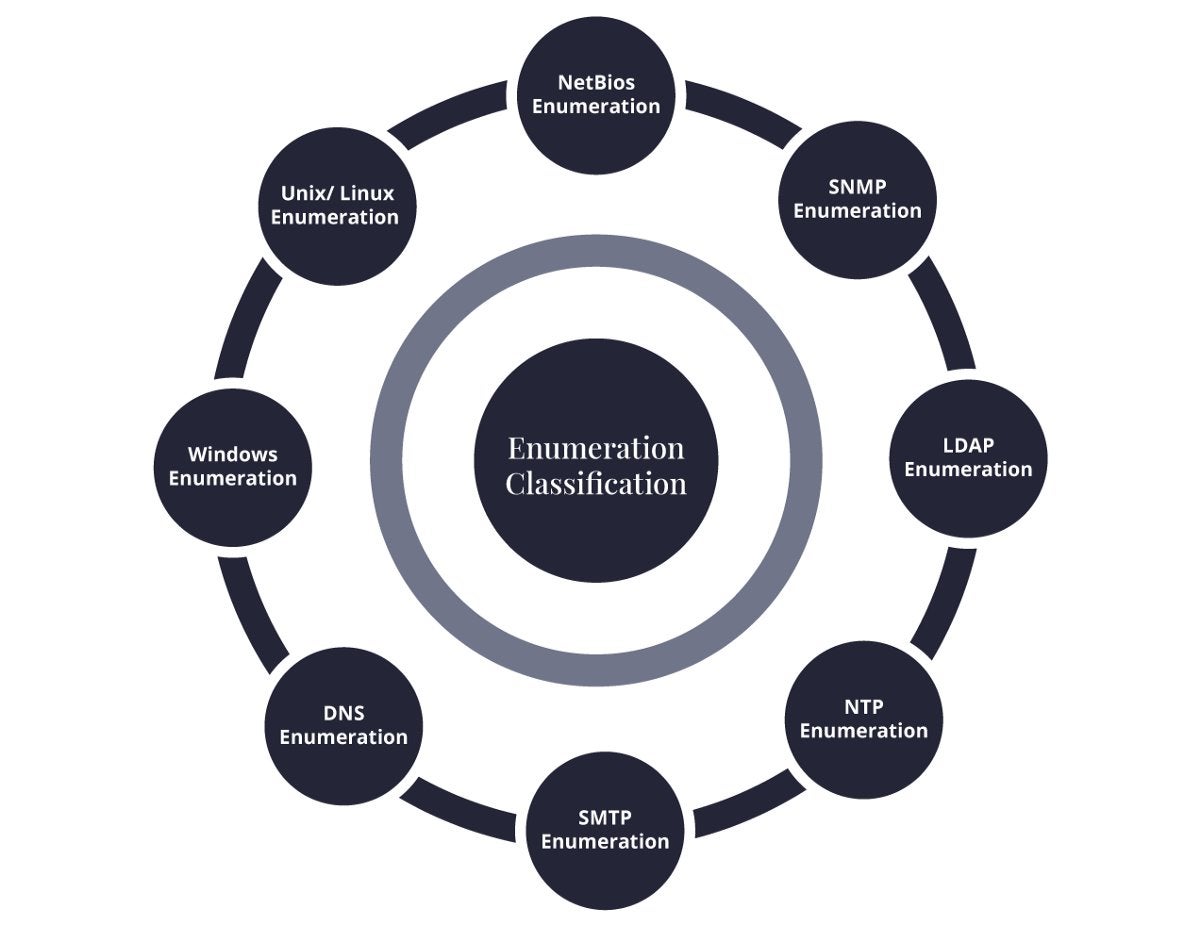 NetBios
Enumeration
SNMP
Enumeration
LDAP
Enumeration
NTP
Enumeration
SMTP
Enumeration
DNS
Enumeration
Windows
Enumeration
Unix/ Linux
Enumeration
Enumeration
Classification